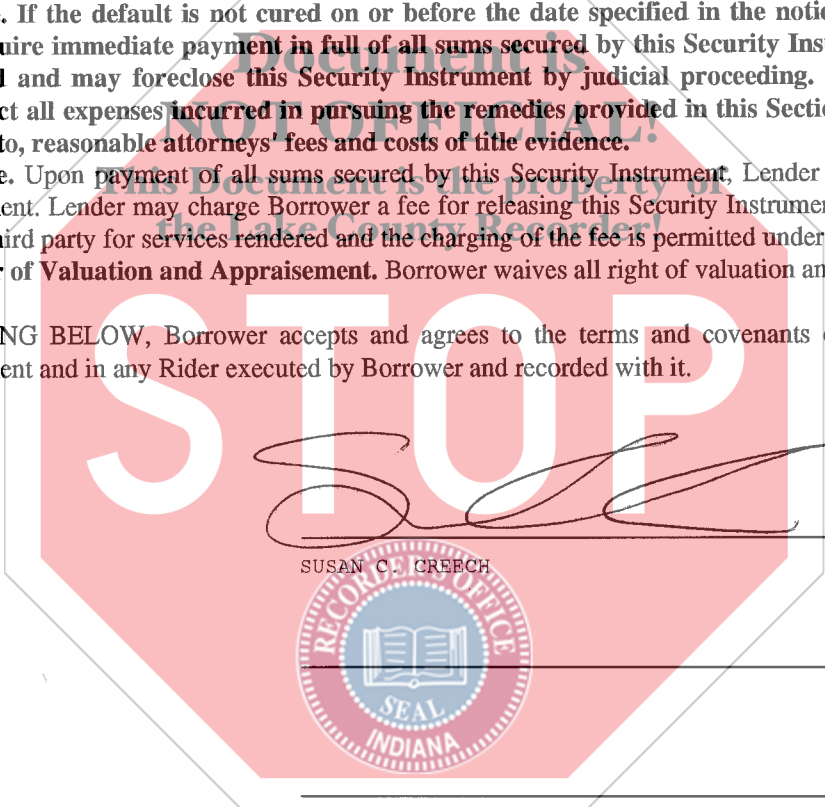 e. If the default is not cured on or before the date specified in the notic
uire immediate payment in full of all sums secured by this Security Ins
Document is
d and may foreclose this Security Instrument by judicial proceeding.
ct all expenses incurred in pursuing the remedies provided in this Secti
NOT OFFICIAL!
to, reasonable attorneys' fees and costs of title evidence.
e. Upon payment of all sums secured by this Security Instrument, Lender
This Document is the property of
ent. Lender may charge Borrower a fee for releasing this Security Instrumen
the Lake County Recorder!
hird party for services rendered and the charging of the fee is permitted under
r of Valuation and Appraisement. Borrower waives all right of valuation an
NG BELOW, Borrower accepts and agrees to the terms and covenants
ent and in any Rider executed by Borrower and recorded with it.
STOP
SUSAN C. CREECH
RECORDER'S OFFICE
SEAL
INDIANA